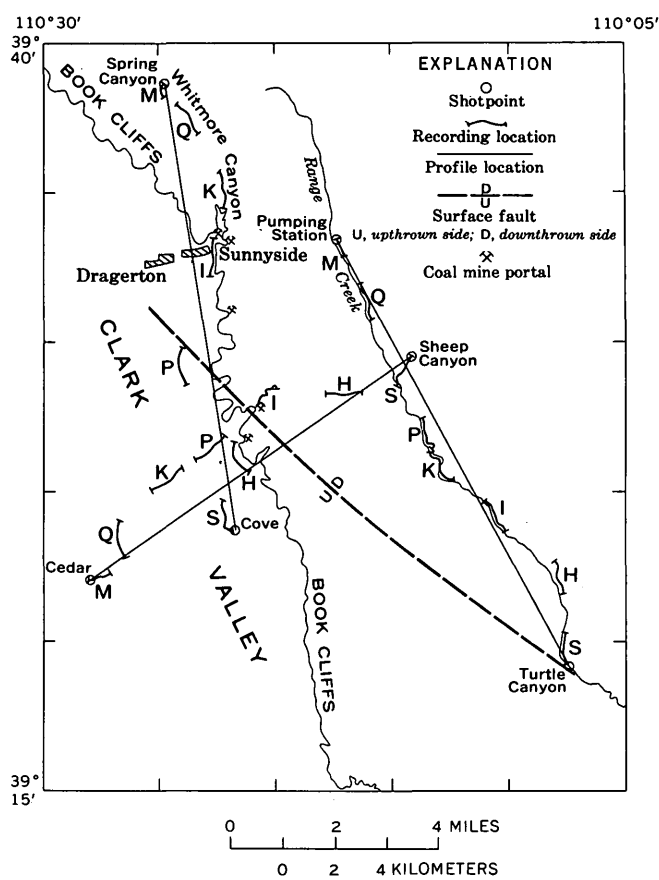 110°30'
110°05'
39°
40'
EXPLANATION
Shotpoint
Recording location
Profile location
D
U
Surface fault
U, upthrown side; D, downthrown side
Coal mine portal
Spring
Canyon
M
BOOK CLIFFS
Whitmore Canyon
Q
K
Range
Creek
Pumping
Station
M
Sunnyside
Dragerton
I
Q
CLARK
Sheep
Canyon
P
H
S
I
P
P
K
K
H
U D
I
S
Cove
Q
H
Cedar
M
VALLEY
BOOK CLIFFS
S
Turtle
Canyon
39°
15'
0 2 4 MILES
0 2 4 KILOMETERS